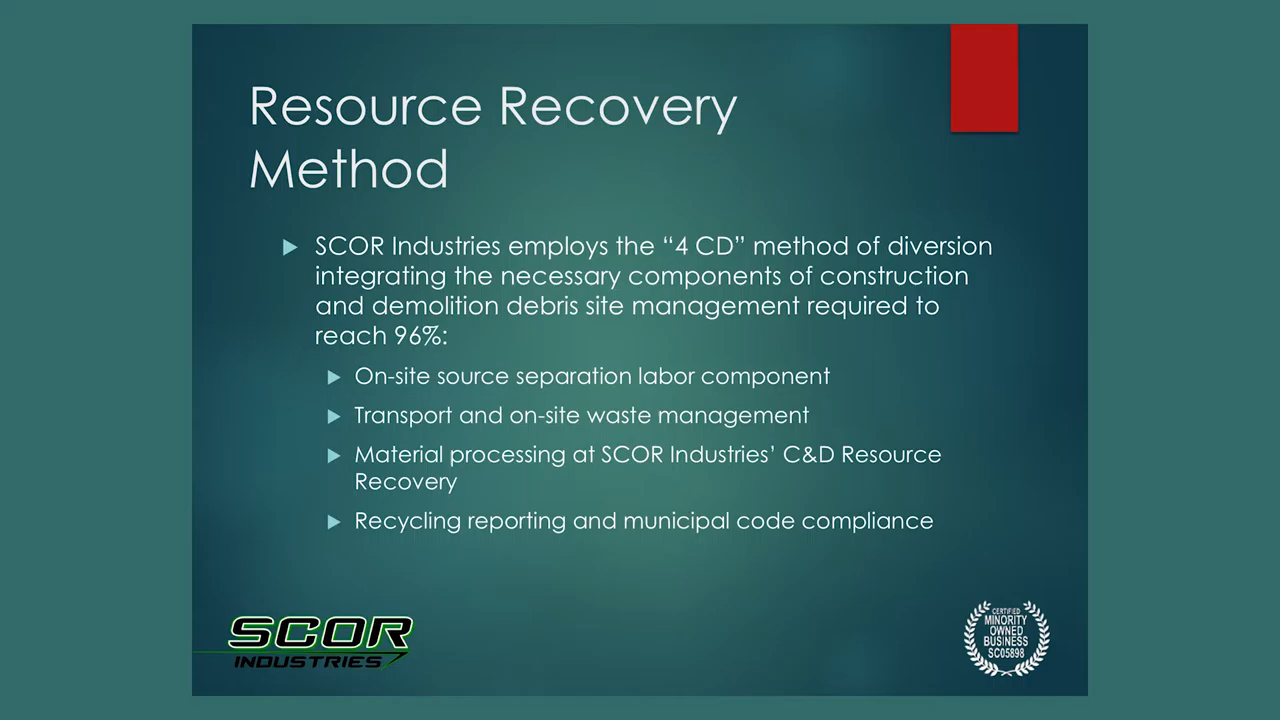 Resource Recovery
Method
SCOR Industries employs the “4 CD” method of diversion
integrating the necessary components of construction
and demolition debris site management required to
reach 96%:
On-site source separation labor component
Transport and on-site waste management
Material processing at SCOR Industries’ C&D Resource
Recovery
Recycling reporting and municipal code compliance
SCOR
INDUSTRIES
CERTIFIED
MINORITY
OWNED
BUSINESS
SC05898